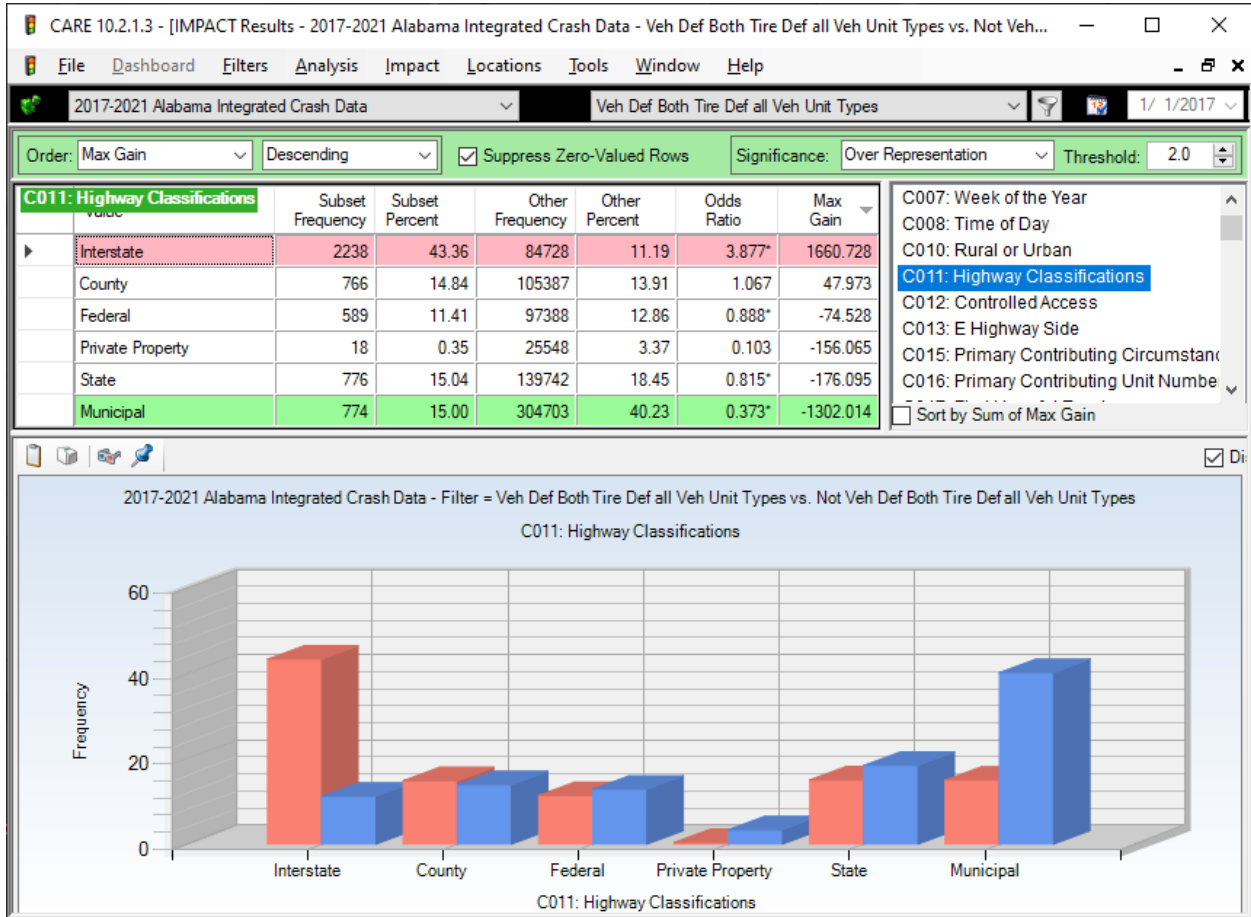 CARE 10.2.1.3 - [IMPACT Results - 2017-2021 Alabama Integrated Crash Data - Veh Def Both Tire Def all Veh Unit Types vs. Not Veh...
File Dashboard Filters Analysis Impact Locations Tools Window Help
2017-2021 Alabama Integrated Crash Data Veh Def Both Tire Def all Veh Unit Types 1/ 1/2017
Order: Max Gain Descending Suppress Zero-Valued Rows Significance: Over Representation Threshold: 2.0
C011: Highway Classifications Subset Frequency Subset Percent Other Frequency Other Percent Odds Ratio Max Gain
Interstate 2238 43.36 84728 11.19 3.877* 1660.728
County 766 14.84 105387 13.91 1.067 47.973
Federal 589 11.41 97388 12.86 0.888* -74.528
Private Property 18 0.35 25548 3.37 0.103 -156.065
State 776 15.04 139742 18.45 0.815* -176.095
Municipal 774 15.00 304703 40.23 0.373* -1302.014
C007: Week of the Year
C008: Time of Day
C010: Rural or Urban
C011: Highway Classifications
C012: Controlled Access
C013: E Highway Side
C015: Primary Contributing Circumstanc
C016: Primary Contributing Unit Number
Sort by Sum of Max Gain
Di
2017-2021 Alabama Integrated Crash Data - Filter = Veh Def Both Tire Def all Veh Unit Types vs. Not Veh Def Both Tire Def all Veh Unit Types
C011: Highway Classifications
Frequency
60
40
20
0
Interstate County Federal Private Property State Municipal
C011: Highway Classifications